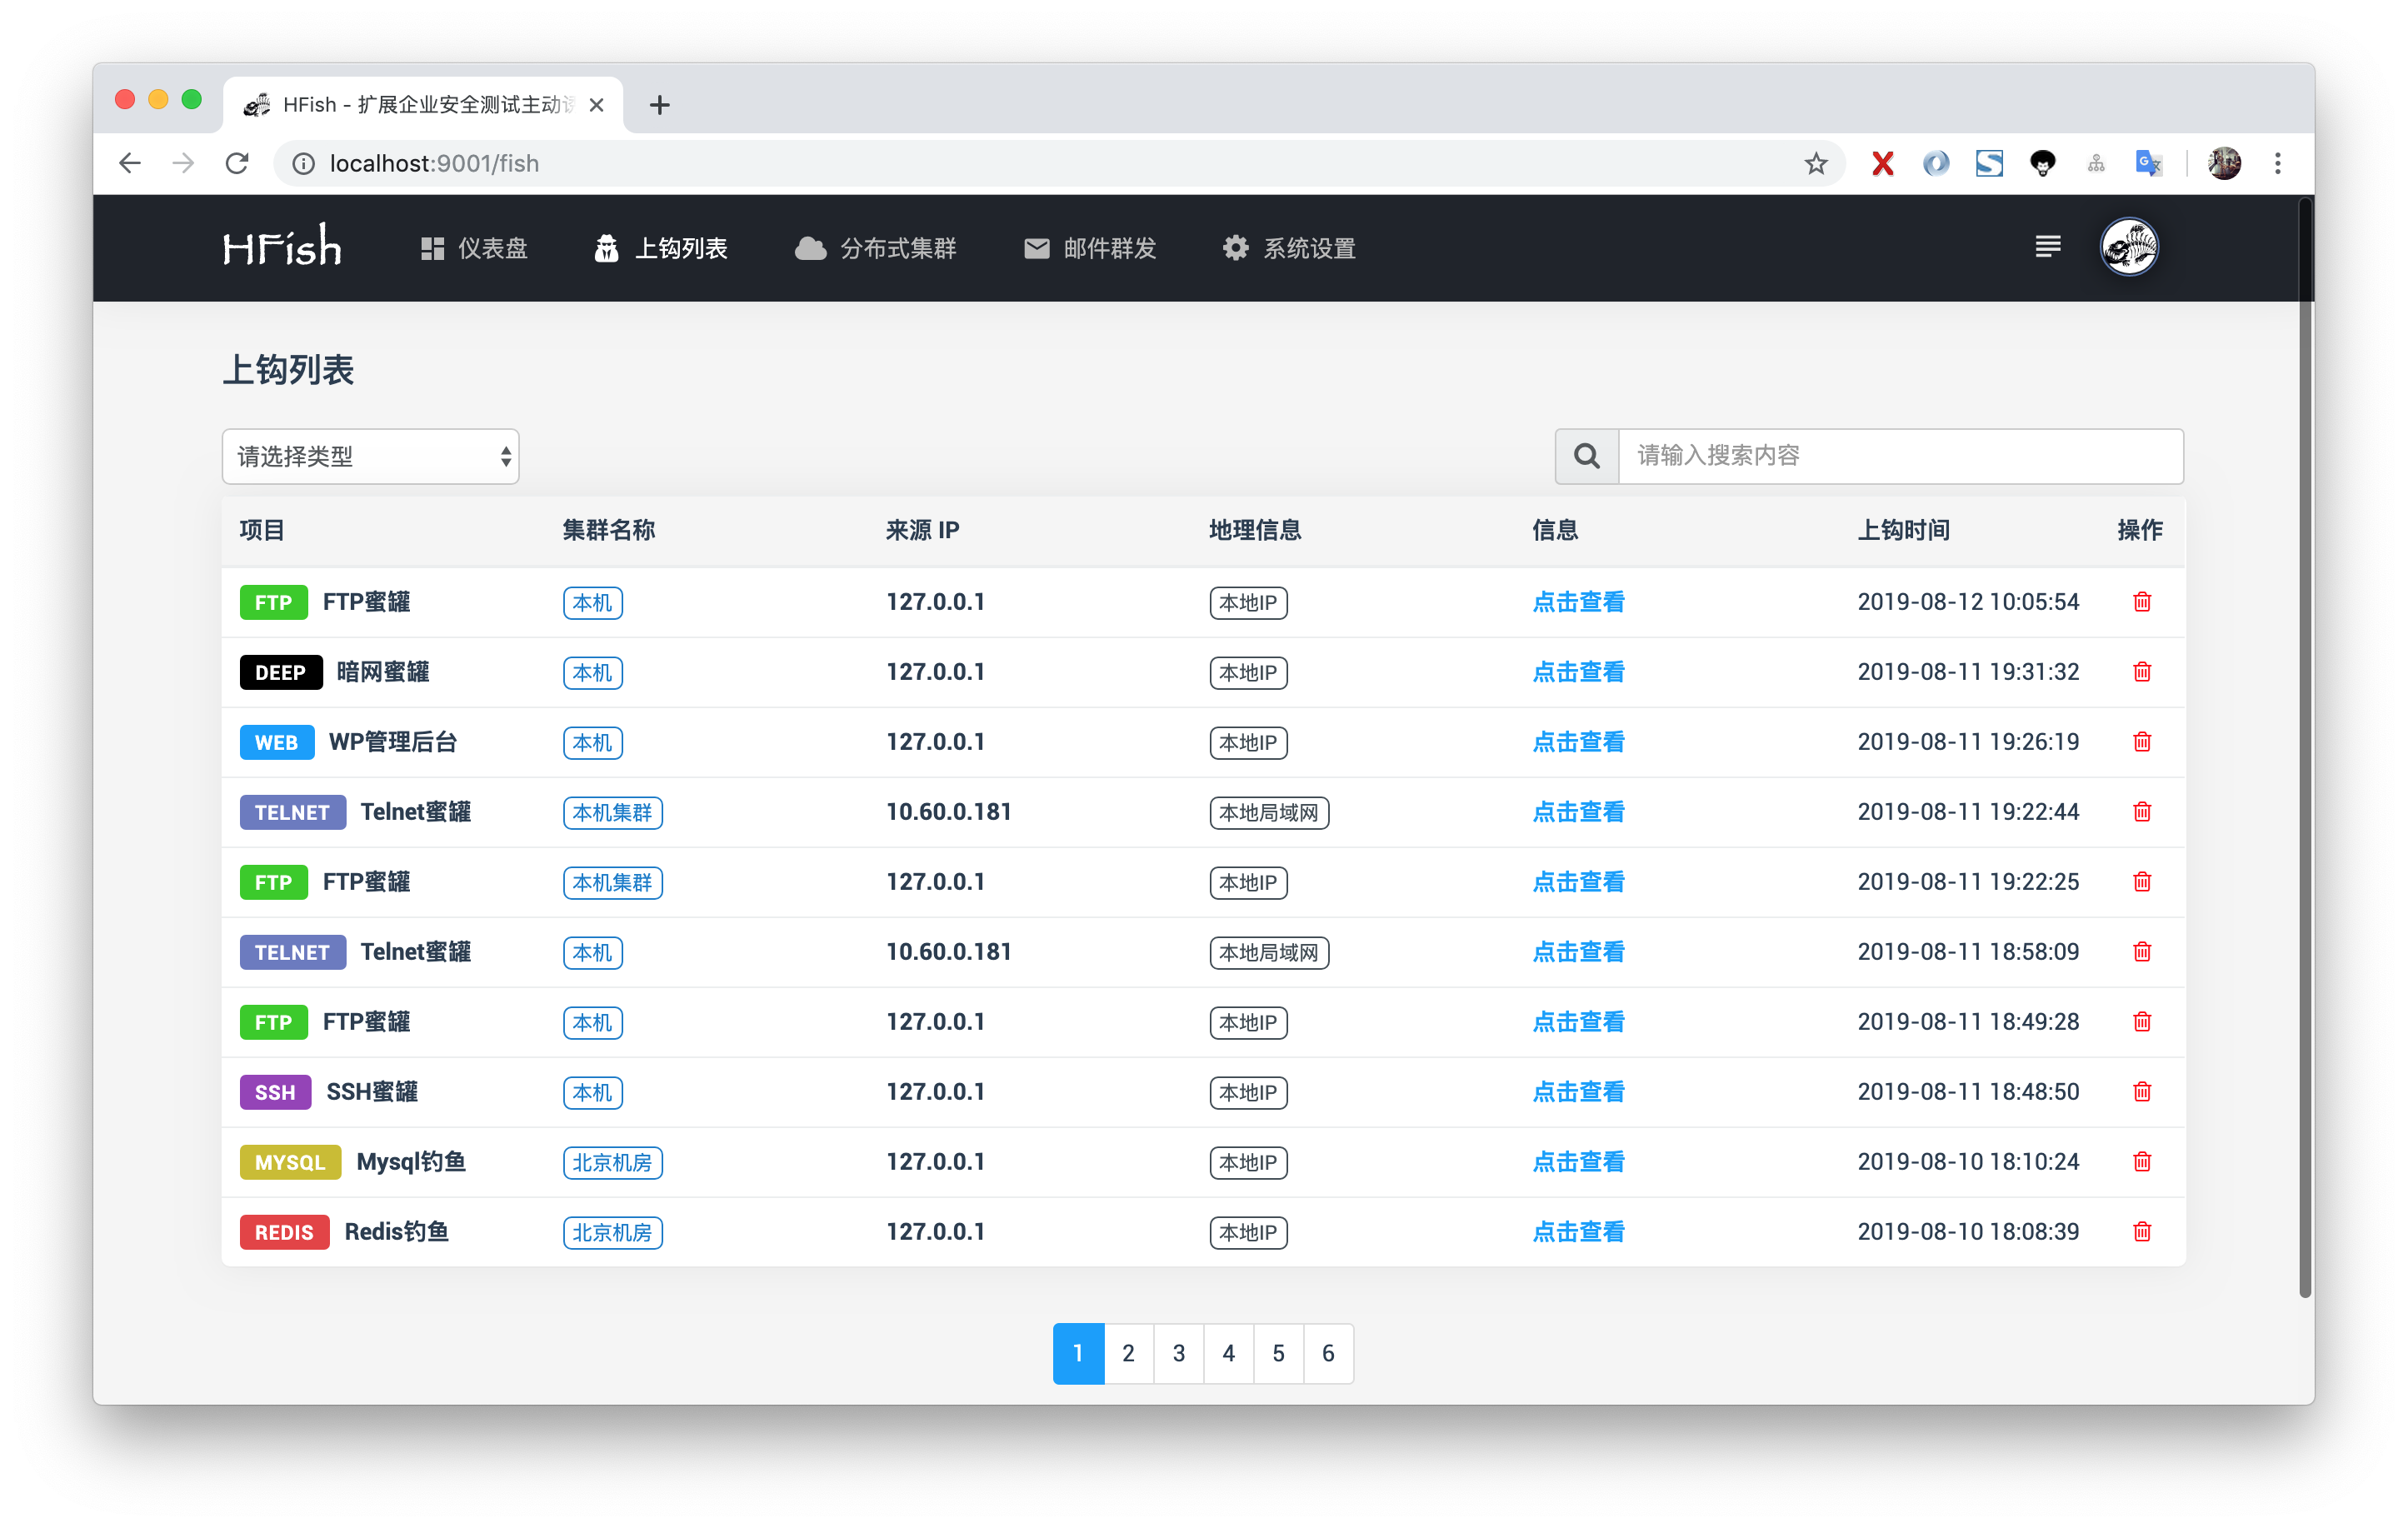 HFish - 扩展企业安全测试主动
localhost:9001/fish
HFish 仪表盘 上钩列表 分布式集群 邮件群发 系统设置
上钩列表
请选择类型 请输入搜索内容
项目 集群名称 来源 IP 地理信息 信息 上钩时间 操作
FTP FTP蜜罐 本机 127.0.0.1 本地IP 点击查看 2019-08-12 10:05:54
DEEP 暗网蜜罐 本机 127.0.0.1 本地IP 点击查看 2019-08-11 19:31:32
WEB WP管理后台 本机 127.0.0.1 本地IP 点击查看 2019-08-11 19:26:19
TELNET Telnet蜜罐 本机集群 10.60.0.181 本地局域网 点击查看 2019-08-11 19:22:44
FTP FTP蜜罐 本机集群 127.0.0.1 本地IP 点击查看 2019-08-11 19:22:25
TELNET Telnet蜜罐 本机 10.60.0.181 本地局域网 点击查看 2019-08-11 18:58:09
FTP FTP蜜罐 本机 127.0.0.1 本地IP 点击查看 2019-08-11 18:49:28
SSH SSH蜜罐 本机 127.0.0.1 本地IP 点击查看 2019-08-11 18:48:50
MYSQL Mysql钓鱼 北京机房 127.0.0.1 本地IP 点击查看 2019-08-10 18:10:24
REDIS Redis钓鱼 北京机房 127.0.0.1 本地IP 点击查看 2019-08-10 18:08:39
1 2 3 4 5 6